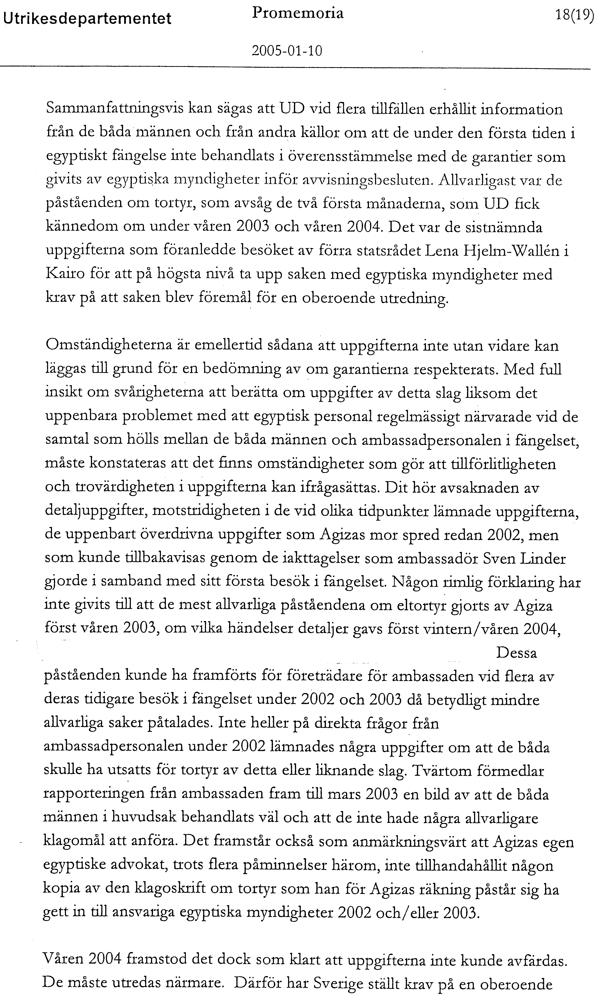 Utrikesdepartementet
Promemoria
18(19)
2005-01-10
Sammanfattningsvis kan sägas att UD vid flera tillfällen erhållit information
från de båda männen och från andra källor om att de under den första tiden i
egyptiskt fängelse inte behandlats i överensstämmelse med de garantier som
givits av egyptiska myndigheter inför avvisningsbesluten. Allvarligast var de
påståenden om tortyr, som avsåg de två första månaderna, som UD fick
kännedom om under våren 2003 och våren 2004. Det var de sistnämnda
uppgifterna som föranledde besöket av förra statsrådet Lena Hjelm-Wallén i
Kairo för att på högsta nivå ta upp saken med egyptiska myndigheter med
krav på att saken blev föremål för en oberoende utredning.
Omständigheterna är emellertid sådana att uppgifterna inte utan vidare kan
läggas till grund för en bedömning av om garantierna respekterats. Med full
insikt om svårigheterna att berätta om uppgifter av detta slag liksom det
uppenbara problemet med att egyptisk personal regelmässigt närvarade vid de
samtal som hölls mellan de båda männen och ambassadpersonalen i fängelset,
måste konstateras att det finns omständigheter som gör att tillförlitligheten
och trovärdigheten i uppgifterna kan ifrågasättas. Dit hör avsaknaden av
detaljuppgifter, motstridigheten i de vid olika tidpunkter lämnade uppgifterna,
de uppenbart överdrivna uppgifter som Agizas mor spred redan 2002, men
som kunde tillbakavisas genom de iakttagelser som ambassadör Sven Linder
gjorde i samband med sitt första besök i fängelset. Någon rimlig förklaring har
inte givits till att de mest allvarliga påståendena om eltortyr gjorts av Agiza
först våren 2003, om vilka händelser detaljer gavs först vintern/våren 2004,
Dessa
påståenden kunde ha framförts för företrädare för ambassaden vid flera av
deras tidigare besök i fängelset under 2002 och 2003 då betydligt mindre
allvarliga saker påtalades. Inte heller på direkta frågor från
ambassadpersonalen under 2002 lämnades några uppgifter om att de båda
skulle ha utsatts för tortyr av detta eller liknande slag. Tvärtom förmedlar
rapporteringen från ambassaden fram till mars 2003 en bild av att de båda
männen i huvudsak behandlats väl och att de inte hade några allvarligare
klagomål att anföra. Det framstår också som anmärkningsvärt att Agizas egen
egyptiske advokat, trots flera påminnelser härom, inte tillhandahållit någon
kopia av den klagoskrift om tortyr som han för Agizas räkning påstår sig ha
gett in till ansvariga egyptiska myndigheter 2002 och/eller 2003.
Våren 2004 framstod det dock som klart att uppgifterna inte kunde avfärdas.
De måste utredas närmare. Därför har Sverige ställt krav på en oberoende